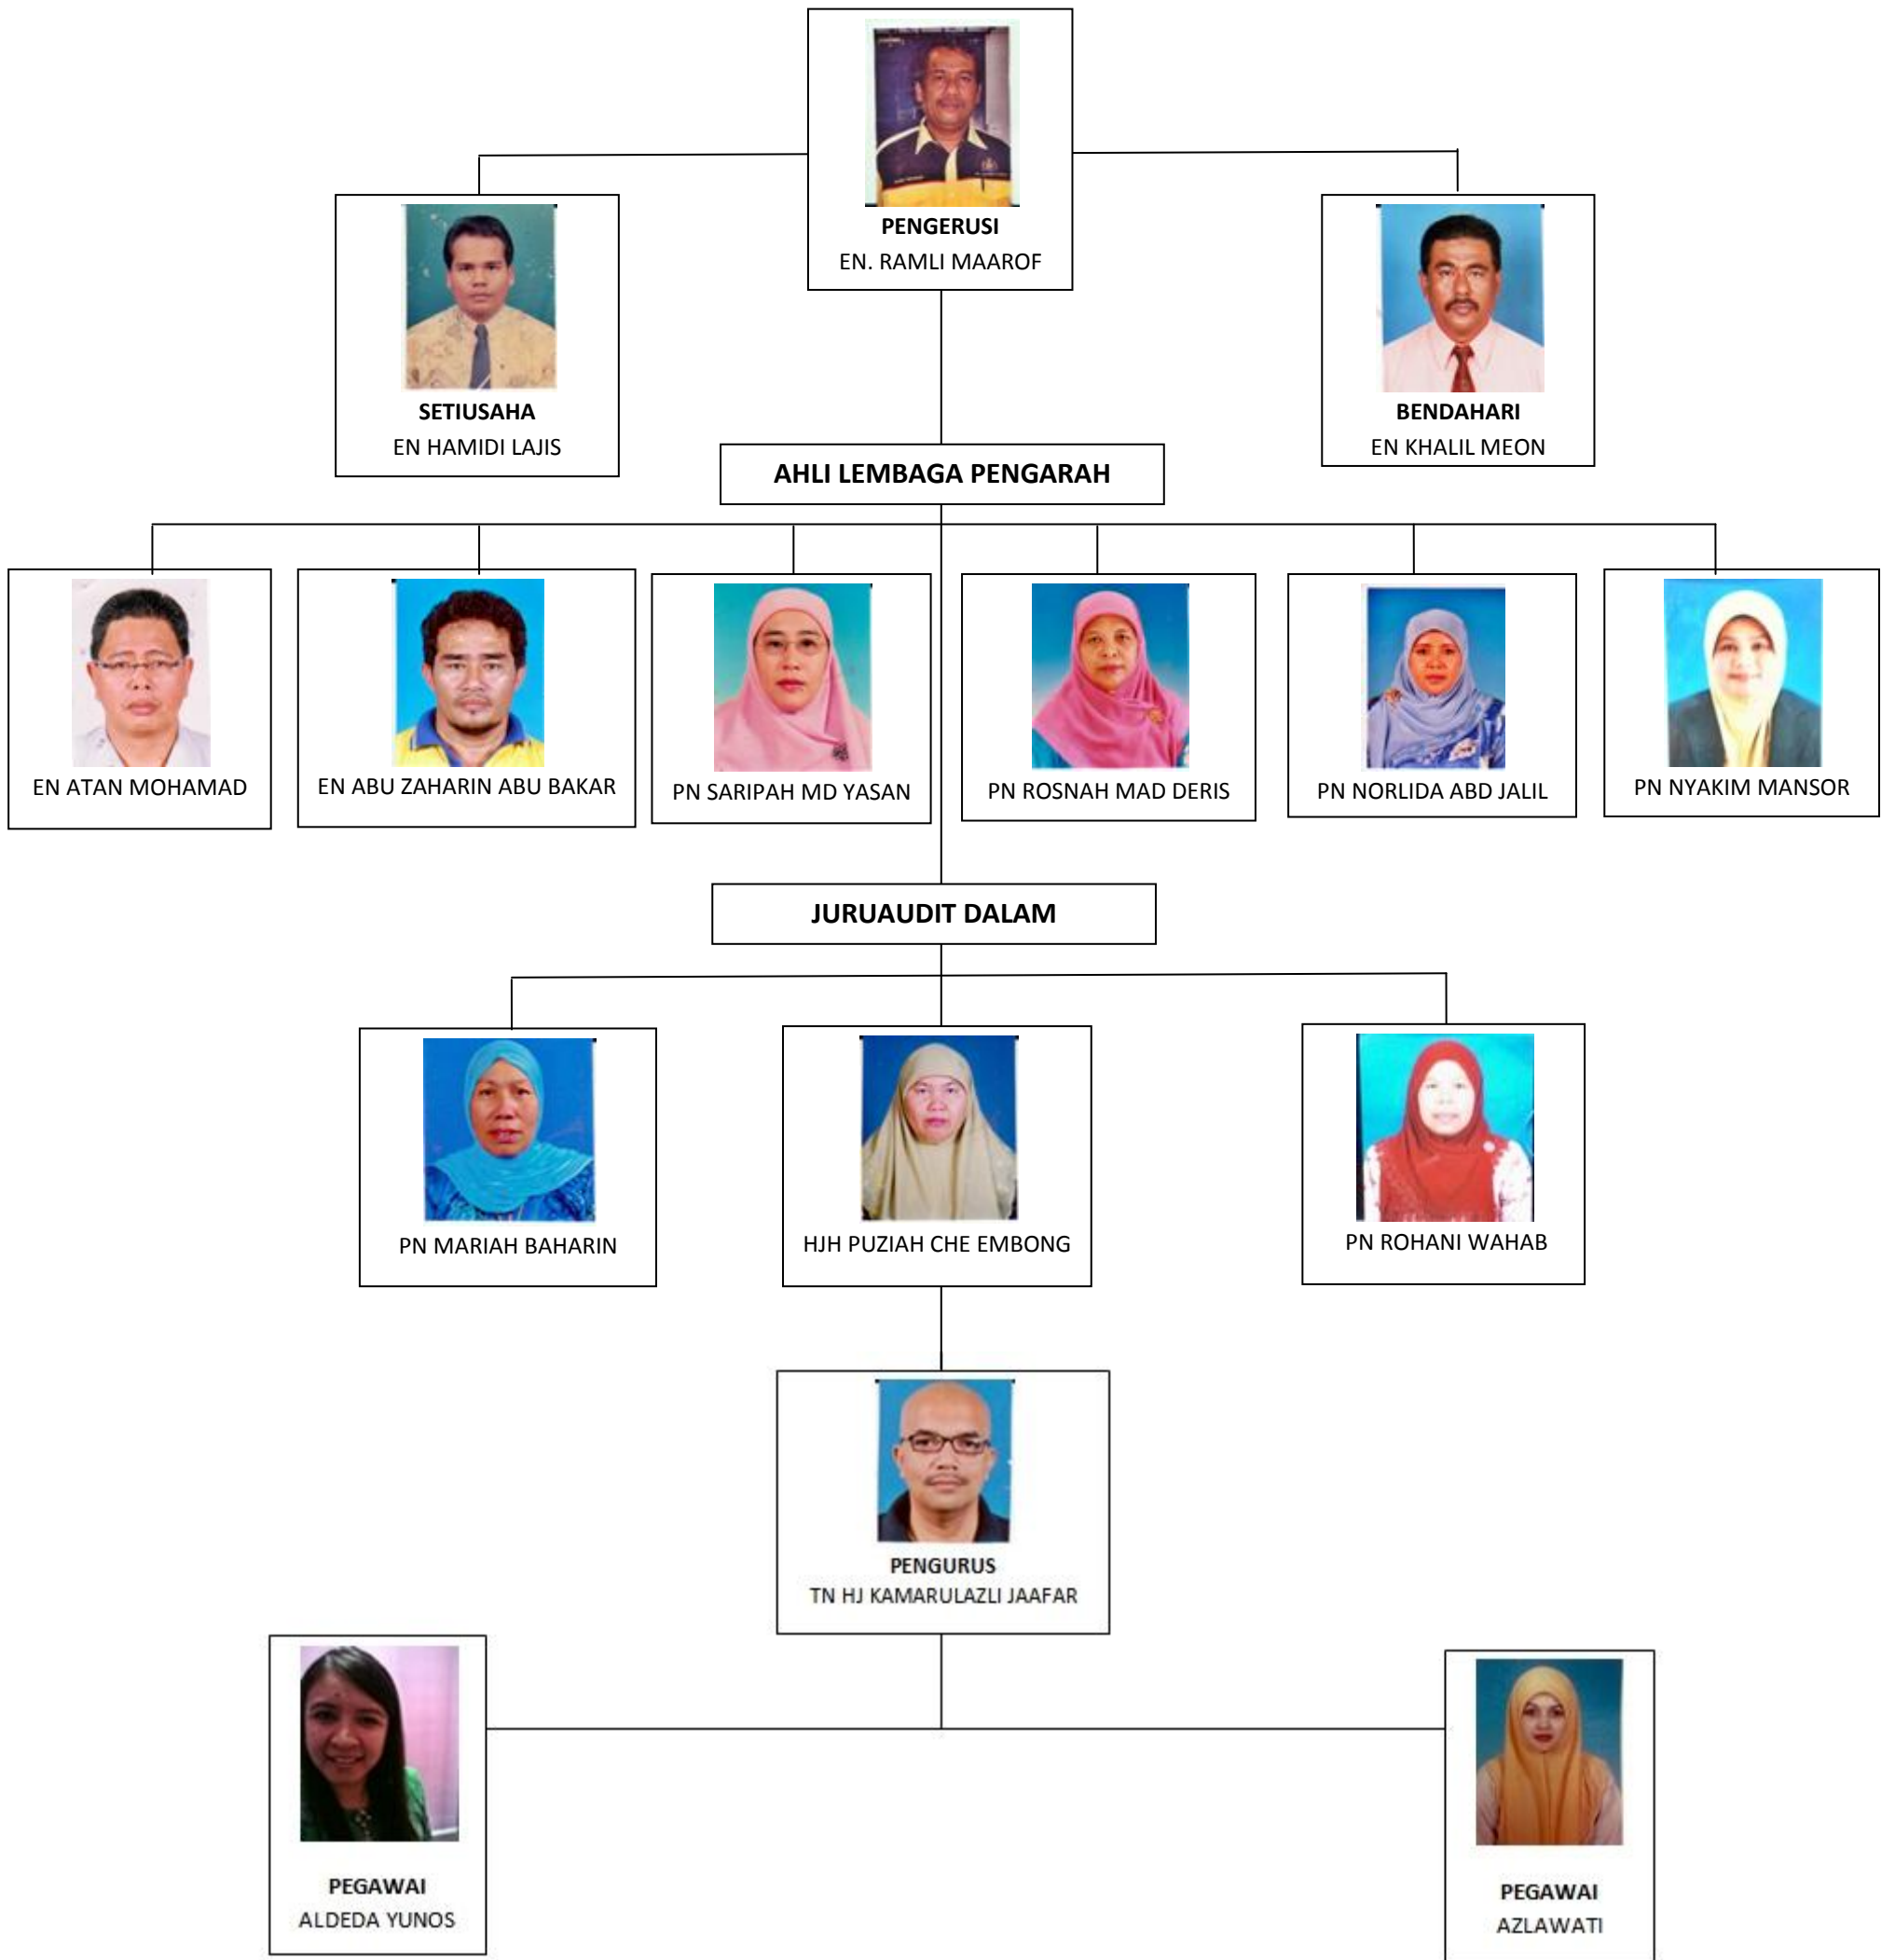 PENGERUSI
EN. RAMLI MAAROF
SETIUSAHA
EN HAMIDI LAJIS
BENDAHARI
EN KHALIL MEON
AHLI LEMBAGA PENGARAH
EN ATAN MOHAMAD
EN ABU ZAHARIN ABU BAKAR
PN SARIPAH MD YASAN
PN ROSNAH MAD DERIS
PN NORLIDA ABD JALIL
PN NYAKIM MANSOR
JURUAUDIT DALAM
PN MARIAH BAHARIN
HJH PUZIAH CHE EMBONG
PN ROHANI WAHAB
PENGURUS
TN HJ KAMARULAZLI JAAFAR
PEGAWAI
ALDEDA YUNOS
PEGAWAI
AZLAWATI